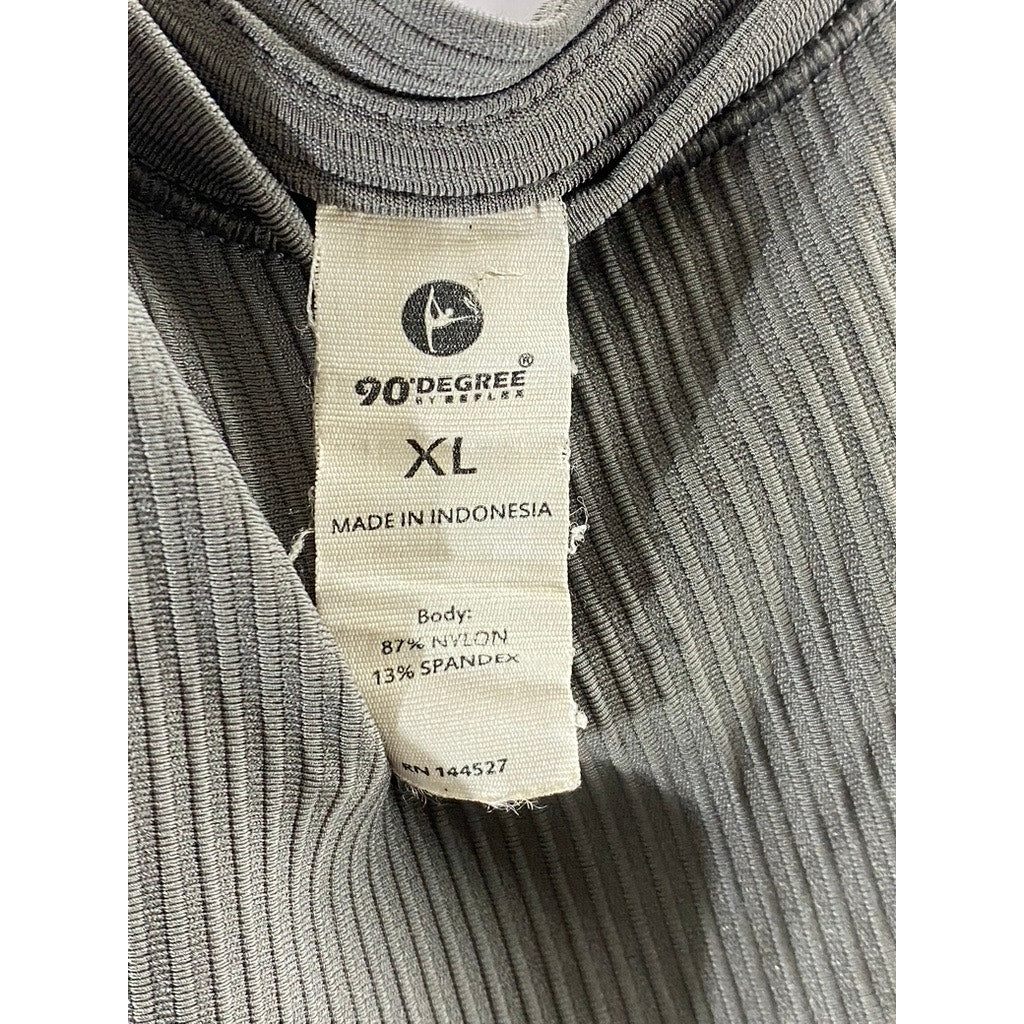 90°DEGREE®
BY REFLEX
XL
MADE IN INDONESIA
Body:
87% NYLON
13% SPANDEX
RN 144527